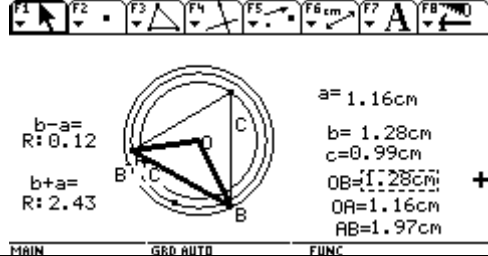 F1 F2 F3 F4 F5 F6 cm F7 A F8
a= 1.16cm
b-a=
R: 0.12
b= 1.28cm
c=0.99cm
OB=1.28cm
b+a=
R: 2.43
OA=1.16cm
AB=1.97cm
O
C
B' C
B
MAIN GRD AUTO FUNC